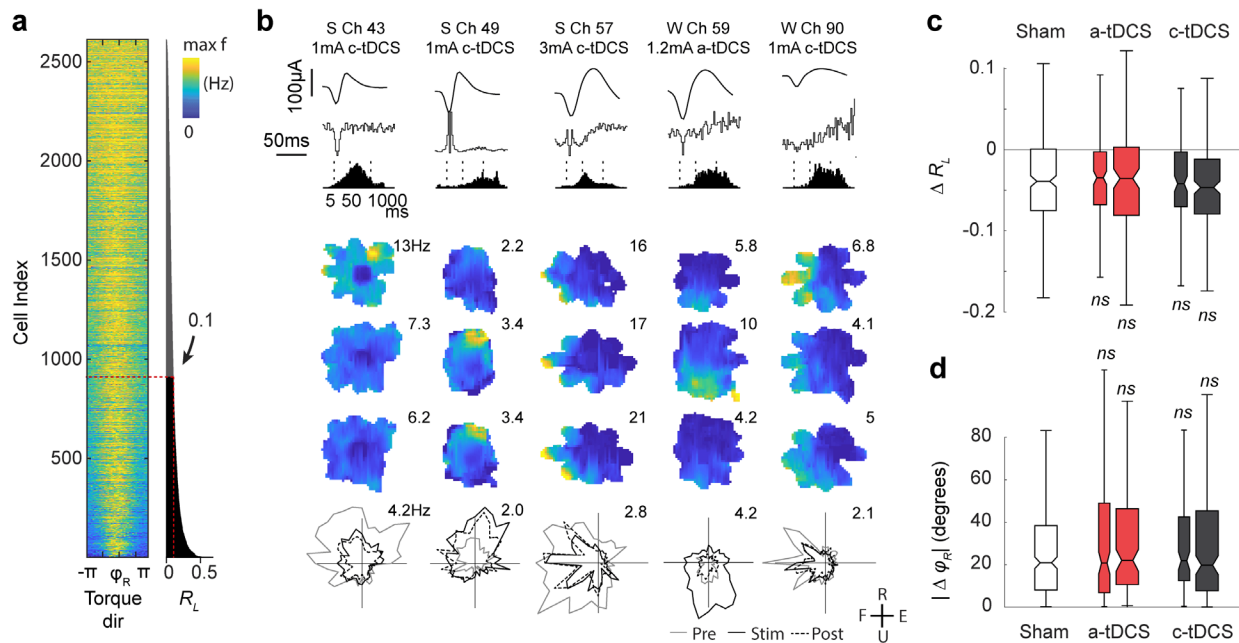 a
max f
(Hz)
0
2500
2000
1500
1000
500
Cell Index
0.1
-π φR π
Torque
dir
0 0.5
RL
b
S Ch 43
1mA c-tDCS
S Ch 49
1mA c-tDCS
S Ch 57
3mA c-tDCS
W Ch 59
1.2mA a-tDCS
W Ch 90
1mA c-tDCS
100µA
50ms
5 50 1000
ms
13Hz 2.2 16 5.8 6.8
7.3 3.4 17 10 4.1
6.2 3.4 21 4.2 5
4.2Hz 2.0 2.8 4.2 2.1
R
F E
U
Pre Stim Post
c
Sham a-tDCS c-tDCS
0.1
0
-0.1
-0.2
Δ RL
ns ns ns ns
d
ns ns ns ns
80
60
40
20
0
| Δ φR| (degrees)
Sham a-tDCS c-tDCS